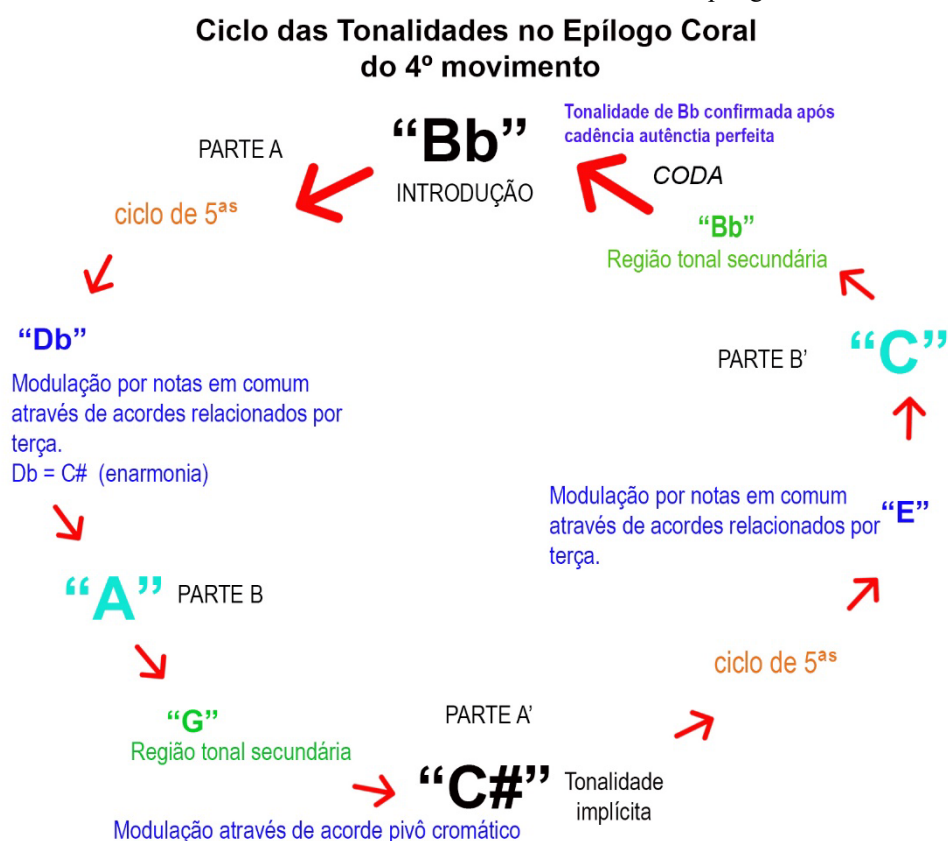 Ciclo das Tonalidades no Epílogo Coral
do 4º movimento
“Bb”
INTRODUÇÃO
PARTE A
ciclo de 5ªˢ
“Db”
Modulação por notas em comum
através de acordes relacionados por
terça.
Db = C# (enarmonia)
“A” PARTE B
“G”
Região tonal secundária
Modulação através de acorde pivô cromático
PARTE A’
“C#” Tonalidade
implícita
ciclo de 5ªˢ
“E”
Modulação por notas em comum
através de acordes relacionados por
terça.
PARTE B’ “C”
“Bb”
Região tonal secundária
CODA
Tonalidade de Bb confirmada após
cadência autênctia perfeita